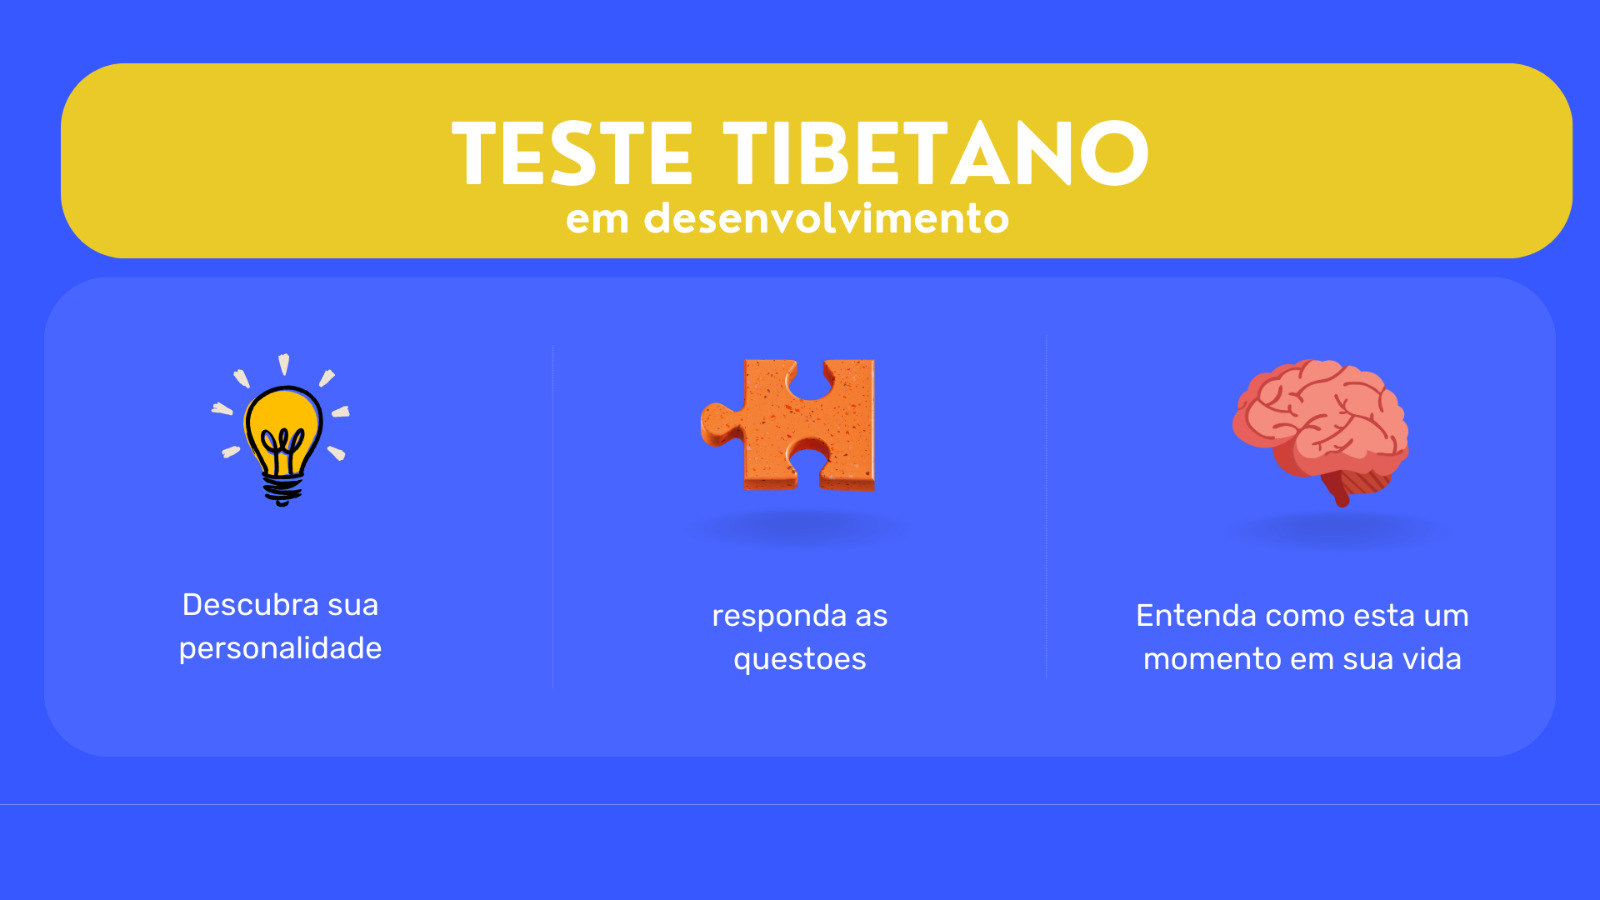 TESTE TIBETANO
em desenvolvimento
Descubra sua
personalidade
responda as
questoes
Entenda como esta um
momento em sua vida